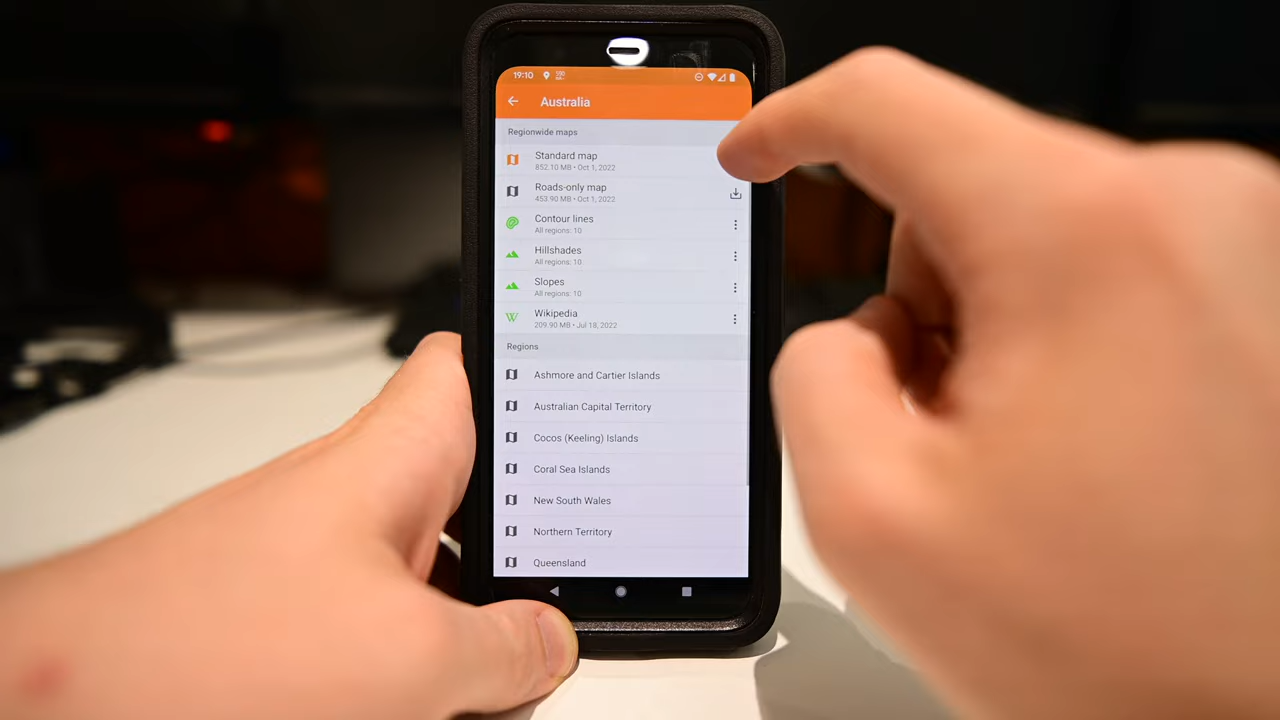 19:10
Australia
Regionwide maps
Standard map
852.10 MB • Oct 1, 2022
Roads-only map
453.90 MB • Oct 1, 2022
Contour lines
All regions: 10
Hillshades
All regions: 10
Slopes
All regions: 10
W Wikipedia
209.90 MB • Jul 18, 2022
Regions
Ashmore and Cartier Islands
Australian Capital Territory
Cocos (Keeling) Islands
Coral Sea Islands
New South Wales
Northern Territory
Queensland